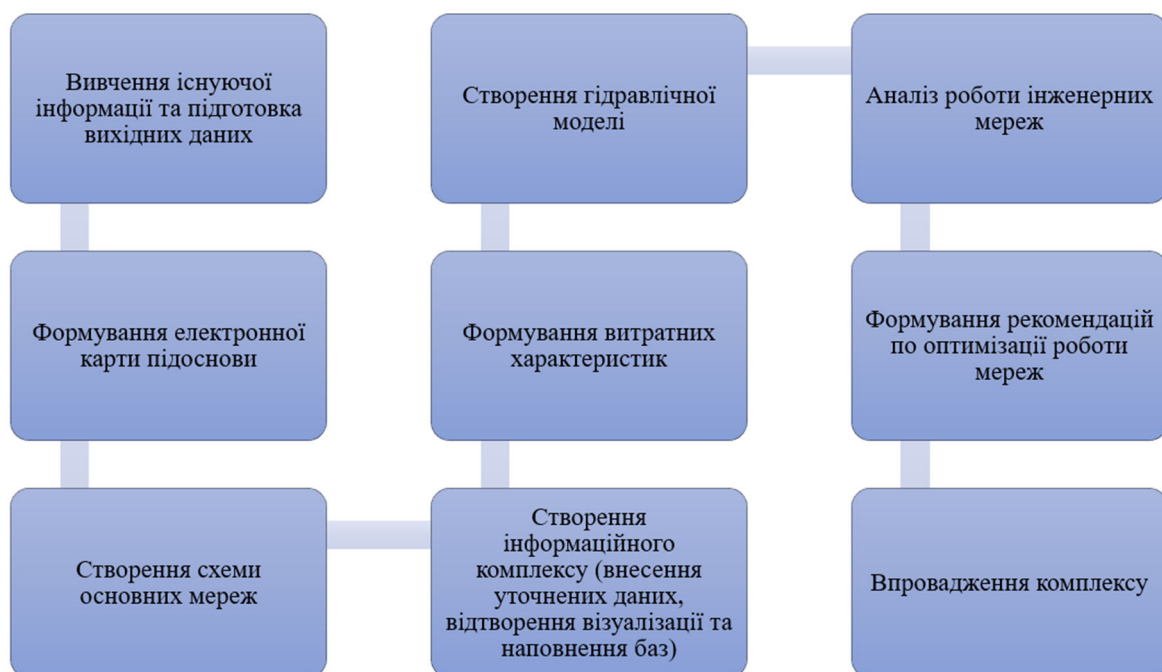 Вивчення існуючої
інформації та підготовка
вихідних даних
Формування електронної
карти підоснови
Створення схеми
основних мереж
Створення
інформаційного
комплексу (внесення
уточнених даних,
відтворення візуалізації та
наповнення баз)
Формування витратних
характеристик
Створення гідравлічної
моделі
Аналіз роботи інженерних
мереж
Формування рекомендацій
по оптимізації роботи
мереж
Впровадження комплексу